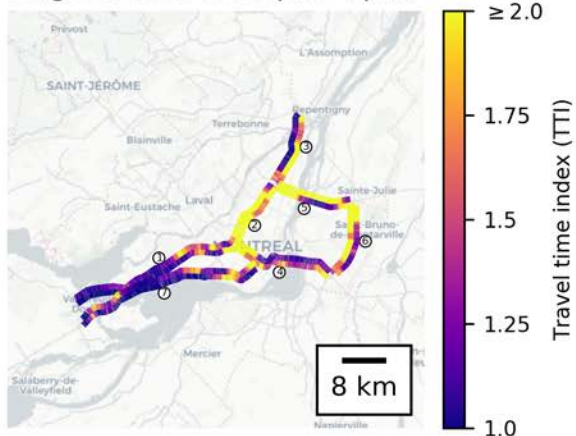 Prévost
L'Assomption
SAINT-JÉRÔME
Repentigny
Terrebonne
Blainville
③
Sainte-Julie
Saint-Eustache
Laval
⑤
②
⑥
①
④
⑦
Mercier
Salaberry-de-
Valleyfield
Napierville
8 km
≥ 2.0
1.75
1.5
1.25
1.0
Travel time index (TTI)